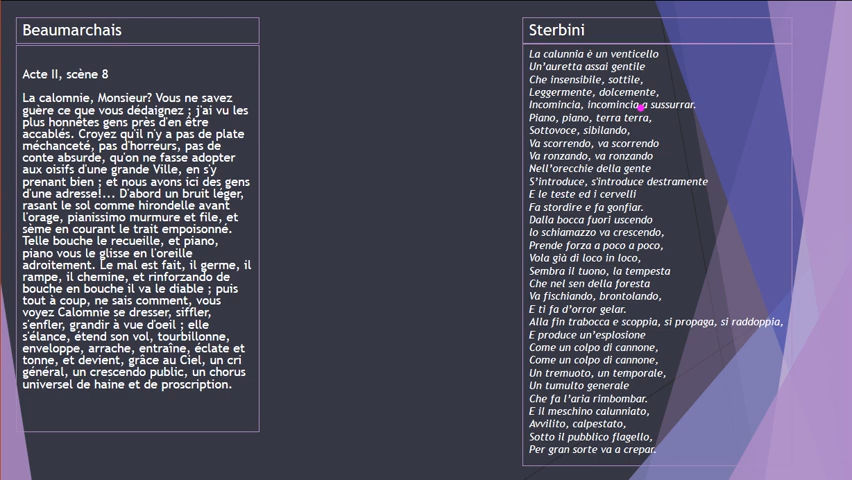 Beaumarchais
Acte II, scène 8
La calomnie, Monsieur? Vous ne savez
guère ce que vous dédaignez ; j'ai vu les
plus honnêtes gens près d'en être
accablés. Croyez qu'il n'y a pas de plate
méchanceté, pas d'horreurs, pas de
conte absurde, qu'on ne fasse adopter
aux oisifs d'une grande Ville, en s'y
prenant bien ; et nous avons ici des gens
d'une adresse!... D'abord un bruit léger,
rasant le sol comme hirondelle avant
l'orage, pianissimo murmure et file, et
sème en courant le trait empoisonné.
Telle bouche le recueille, et piano,
piano vous le glisse en l'oreille
adroitement. Le mal est fait, il germe, il
rampe, il chemine, et rinforzando de
bouche en bouche il va le diable ; puis
tout à coup, ne sais comment, vous
voyez Calomnie se dresser, siffler,
s'enfler, grandir à vue d'oeil ; elle
s'élance, étend son vol, tourbillonne,
enveloppe, arrache, entraîne, éclate et
tonne, et devient, grâce au Ciel, un cri
général, un crescendo public, un chorus
universel de haine et de proscription.
Sterbini
La calunnia è un venticello
Un'auretta assai gentile
Che insensibile, sottile,
Leggermente, dolcemente,
Incomincia, incomincia a sussurrar.
Piano, piano, terra terra,
Sottovoce, sibilando,
Va scorrendo, va scorrendo
Va ronzando, va ronzando
Nell'orecchie della gente
S'introduce, s'introduce destramente
E le teste ed i cervelli
Fa stordire e fa gonfiar.
Dalla bocca fuori uscendo
lo schiamazzo va crescendo,
Prende forza a poco a poco,
Vola già di loco in loco,
Sembra il tuono, la tempesta
Che nel sen della foresta
Va fischiando, brontolando,
E ti fa d'orror gelar.
Alla fin trabocca e scoppia, si propaga, si raddoppia,
E produce un'esplosione
Come un colpo di cannone,
Come un colpo di cannone,
Un tremuoto, un temporale,
Un tumulto generale
Che fa l'aria rimbombar.
E il meschino calunniato,
Avvilito, calpestato,
Sotto il pubblico flagello,
Per gran sorte va a crepar.